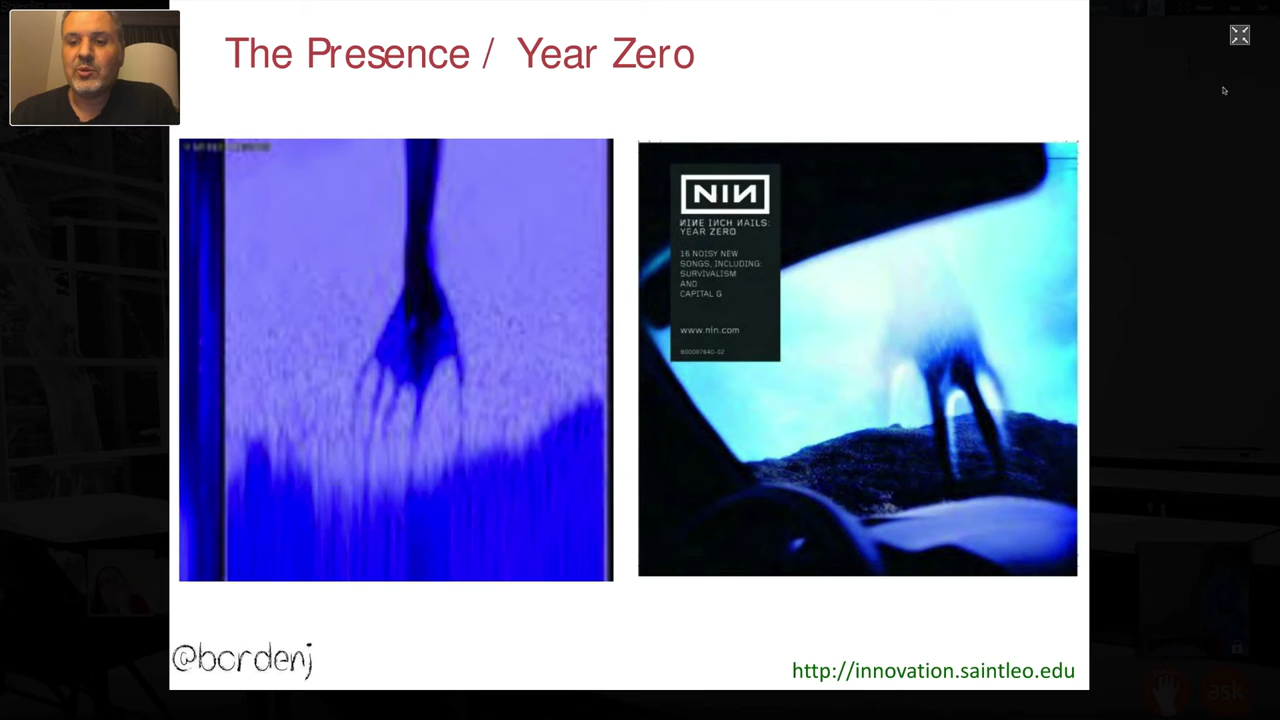 The Presence / Year Zero
NIN
NINE INCH NAILS:
YEAR ZERO
16 NOISY NEW
SONGS, INCLUDING:
SURVIVALISM
AND
CAPITAL G
www.nin.com
@bordenj
http://innovation.saintleo.edu
ask